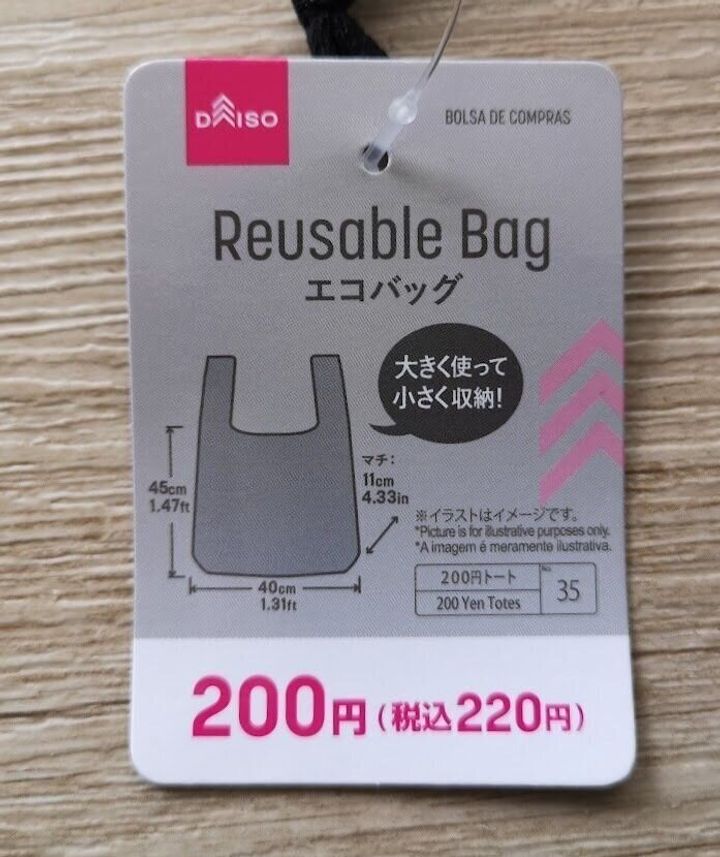 DAISO
BOLSA DE COMPRAS
Reusable Bag
エコバッグ
大きく使って
小さく収納!
マチ:
11cm
4.33in
45cm
1.47ft
40cm
1.31ft
※イラストはイメージです。
*Picture is for illustrative purposes only.
*A imagem é meramente ilustrativa.
200円トート
200 Yen Totes
No.
35
200円(税込220円)